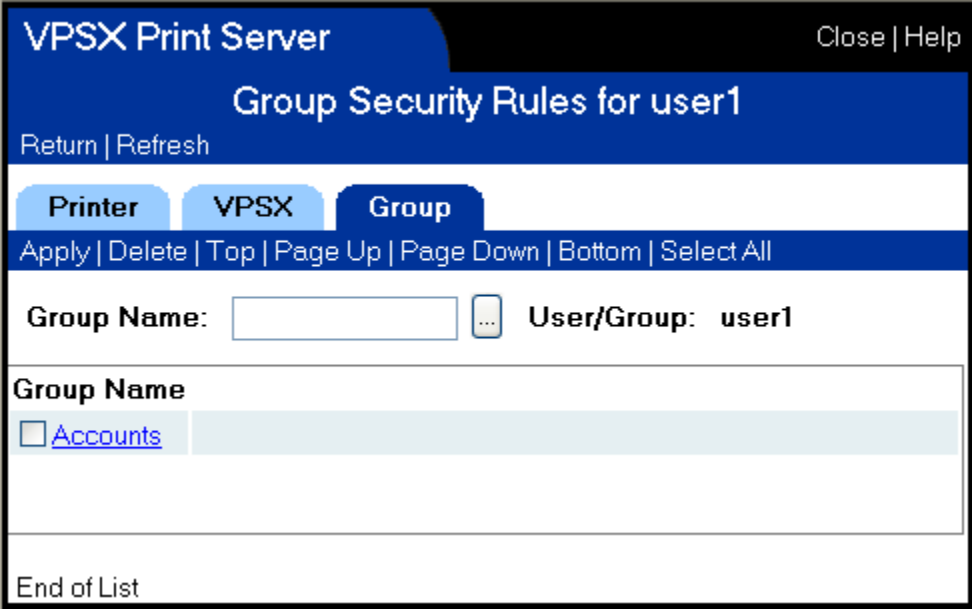 VPSX Print Server
Close | Help
Group Security Rules for user1
Return | Refresh
Printer VPSX Group
Apply | Delete | Top | Page Up | Page Down | Bottom | Select All
Group Name: ... User/Group: user1
Group Name
Accounts
End of List